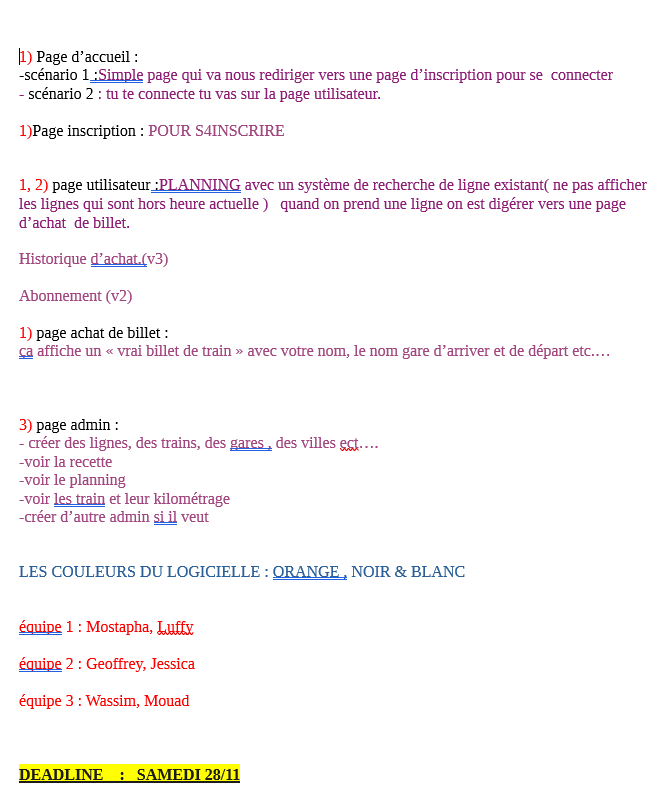 1) Page d’accueil :
-scénario 1 :Simple page qui va nous rediriger vers une page d’inscription pour se  connecter
- scénario 2 : tu te connecte tu vas sur la page utilisateur.
1)Page inscription : POUR S4INSCRIRE
1, 2) page utilisateur :PLANNING avec un système de recherche de ligne existant( ne pas afficher
les lignes qui sont hors heure actuelle )   quand on prend une ligne on est digérer vers une page
d’achat  de billet.
Historique d’achat.(v3)
Abonnement (v2)
1) page achat de billet :
ça affiche un « vrai billet de train » avec votre nom, le nom gare d’arriver et de départ etc.…
3) page admin :
- créer des lignes, des trains, des gares , des villes ect….
-voir la recette
-voir le planning
-voir les train et leur kilométrage
-créer d’autre admin si il veut
LES COULEURS DU LOGICIELLE : ORANGE , NOIR & BLANC
équipe 1 : Mostapha, Luffy
équipe 2 : Geoffrey, Jessica
équipe 3 : Wassim, Mouad
DEADLINE    :   SAMEDI 28/11